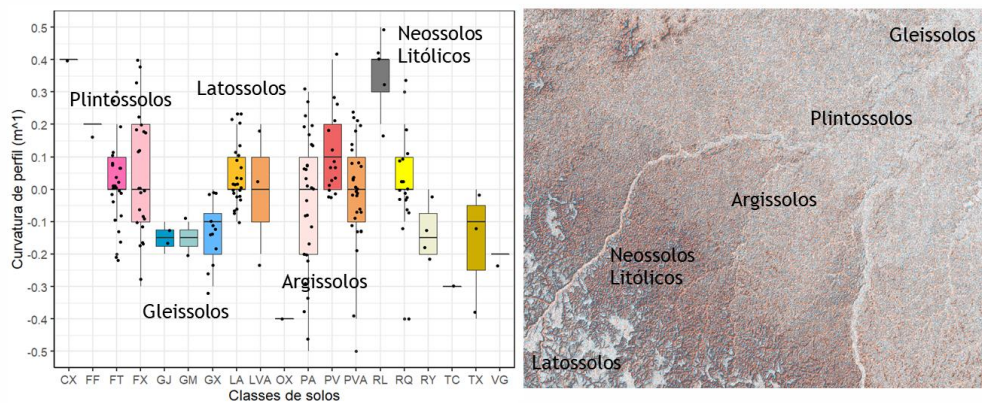 Curvatura de perfil (m^1)
0.5
0.4
0.3
0.2
0.1
0.0
-0.1
-0.2
-0.3
-0.4
-0.5
Neossolos
Litólicos
Plintossolos
Latossolos
Gleissolos
Argissolos
CX FF FT FX GJ GM GX LA LVA OX PA PV PVA RL RQ RY TC TX VG
Classes de solos
Gleissolos
Plintossolos
Argissolos
Neossolos
Litólicos
Latossolos